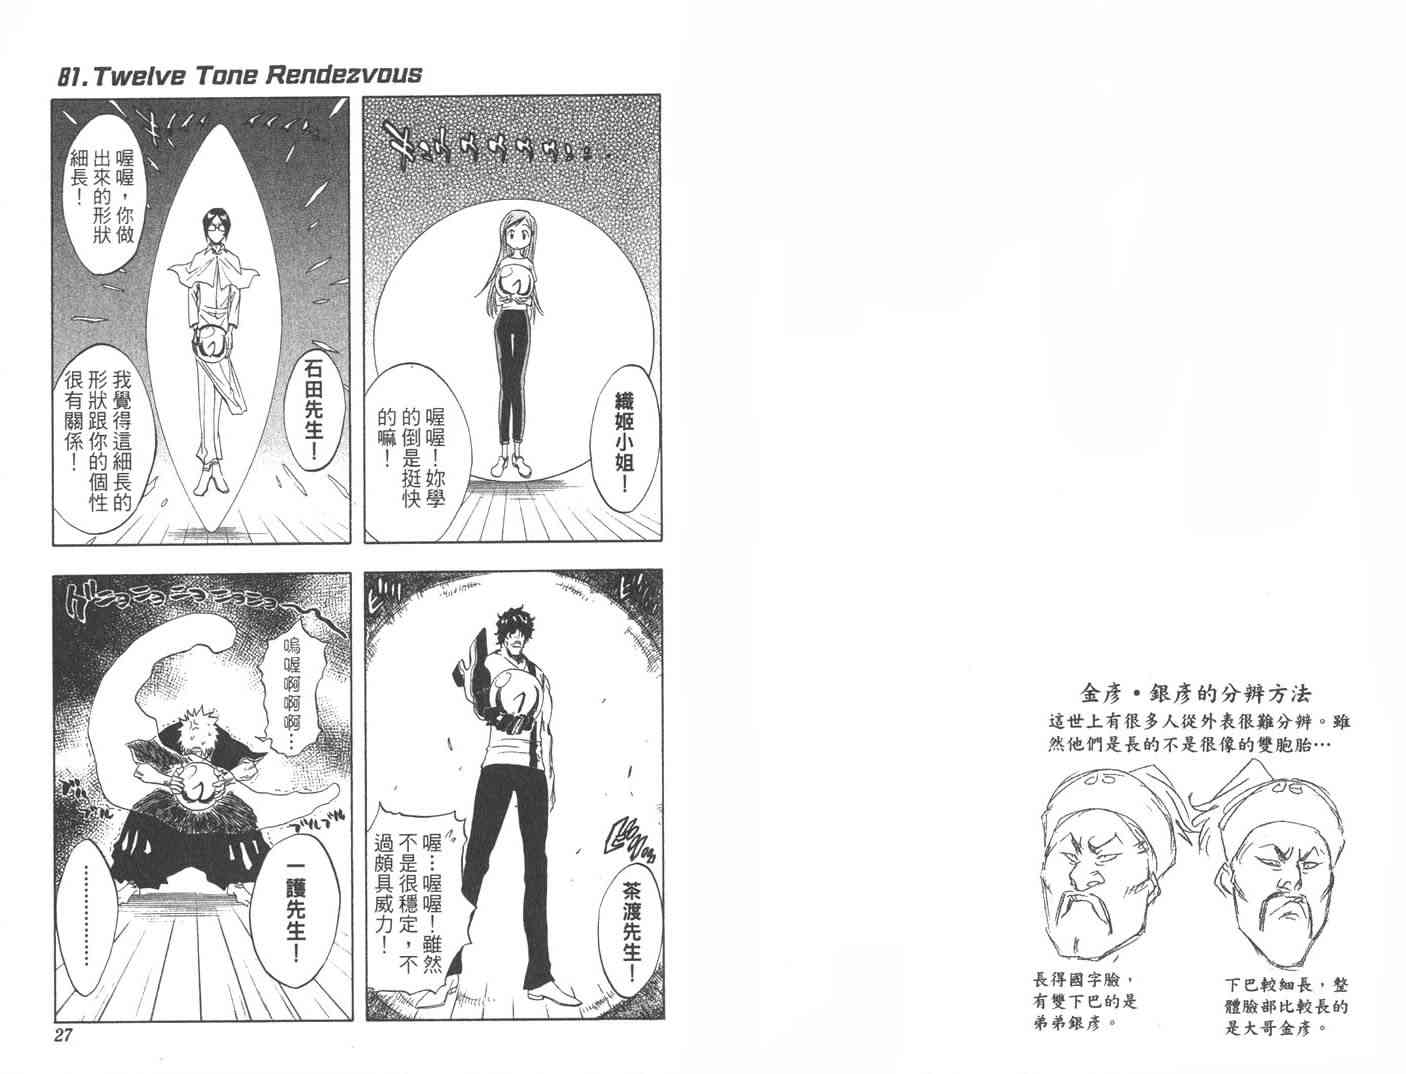 金彥・銀彥的分辨方法
這世上有很多人從外表很難分辨。雖
然他們是長的不是很像的雙胞胎…
下巴較細長，整
體臉部比較長的
是大哥金彥。
長得國字臉，
有雙下巴的是
弟弟銀彥。
81. Twelve Tone Rendezvous
織姬小姐！
喔喔！妳學
的倒是挺快
的嘛！
石田先生！
喔喔，你做
出來的形狀
細長！
我覺得這細長的
形狀跟你的個性
很有關係！
茶渡先生！
喔…喔喔！雖然
不是很穩定，不
過頗具威力！
一護先生！
嗚喔啊啊啊…
…………
ブルブル
27